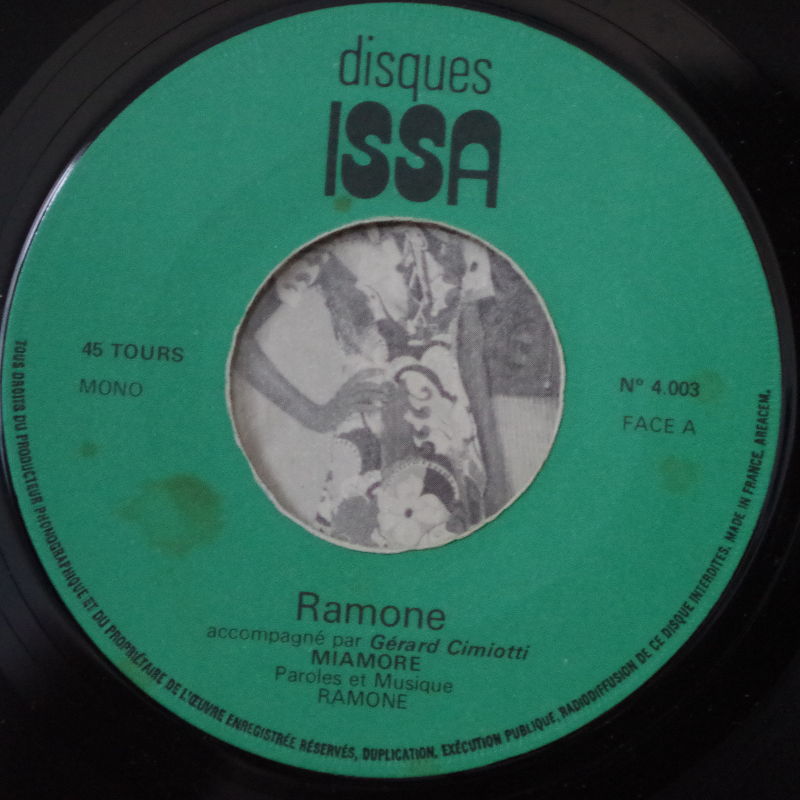 disques
ISSA
45 TOURS
MONO
N° 4.003
FACE A
Ramone
accompagné par Gérard Cimiotti
MIAMORE
Paroles et Musique
RAMONE
TOUS DROITS DU PRODUCTEUR PHONOGRAPHIQUE ET DU PROPRIÉTAIRE DE L'ŒUVRE ENREGISTRÉE RÉSERVÉS, DUPLICATION, EXÉCUTION PUBLIQUE, RADIODIFFUSION DE CE DISQUE INTERDITES. MADE IN FRANCE. AREACEM.